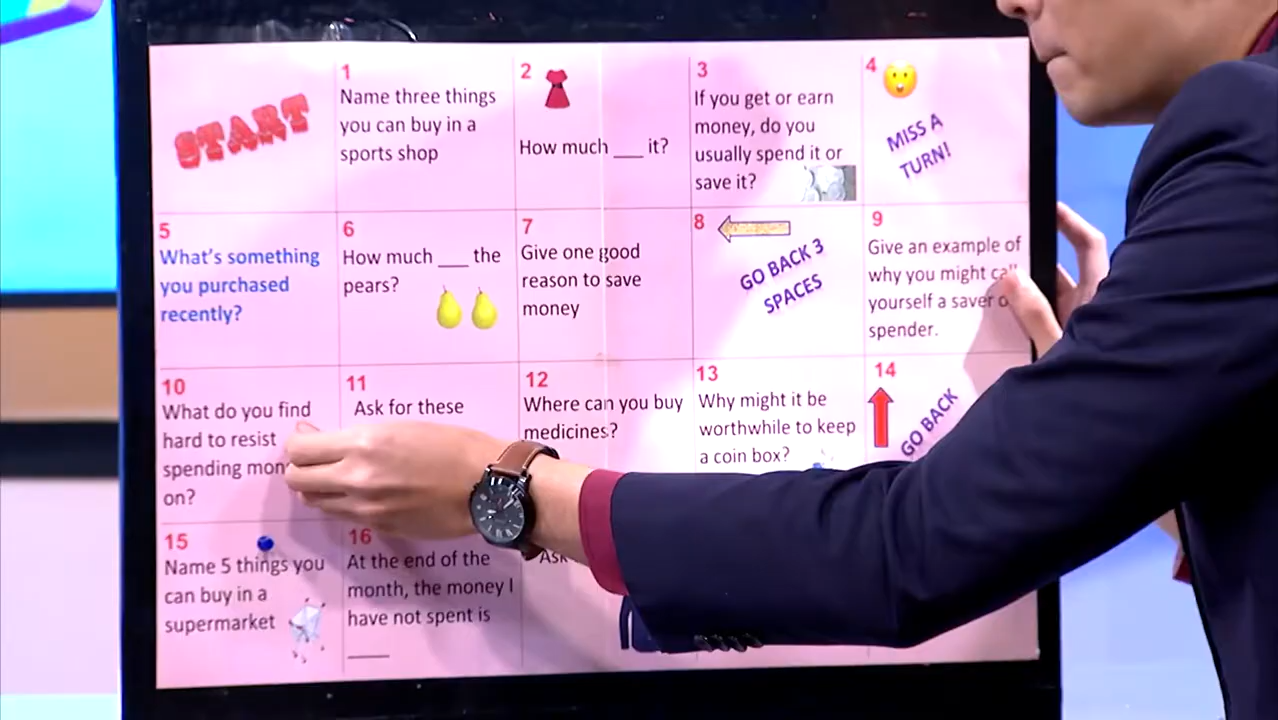 START
1
Name three things
you can buy in a
sports shop
2
How much ___ it?
3
If you get or earn
money, do you
usually spend it or
save it?
4
MISS A
TURN!
5
What's something
you purchased
recently?
6
How much ___ the
pears?
7
Give one good
reason to save
money
8
GO BACK 3
SPACES
9
Give an example of
why you might
yourself a saver
spender.
10
What do you find
hard to resist
spending
on?
11
Ask for these
12
Where can you buy
medicines?
13
Why might it be
worthwhile to keep
a coin box?
14
GO BACK
15
Name 5 things you
can buy in a
supermarket
16
At the end of the
month, the money I
have not spent is
____
Ask